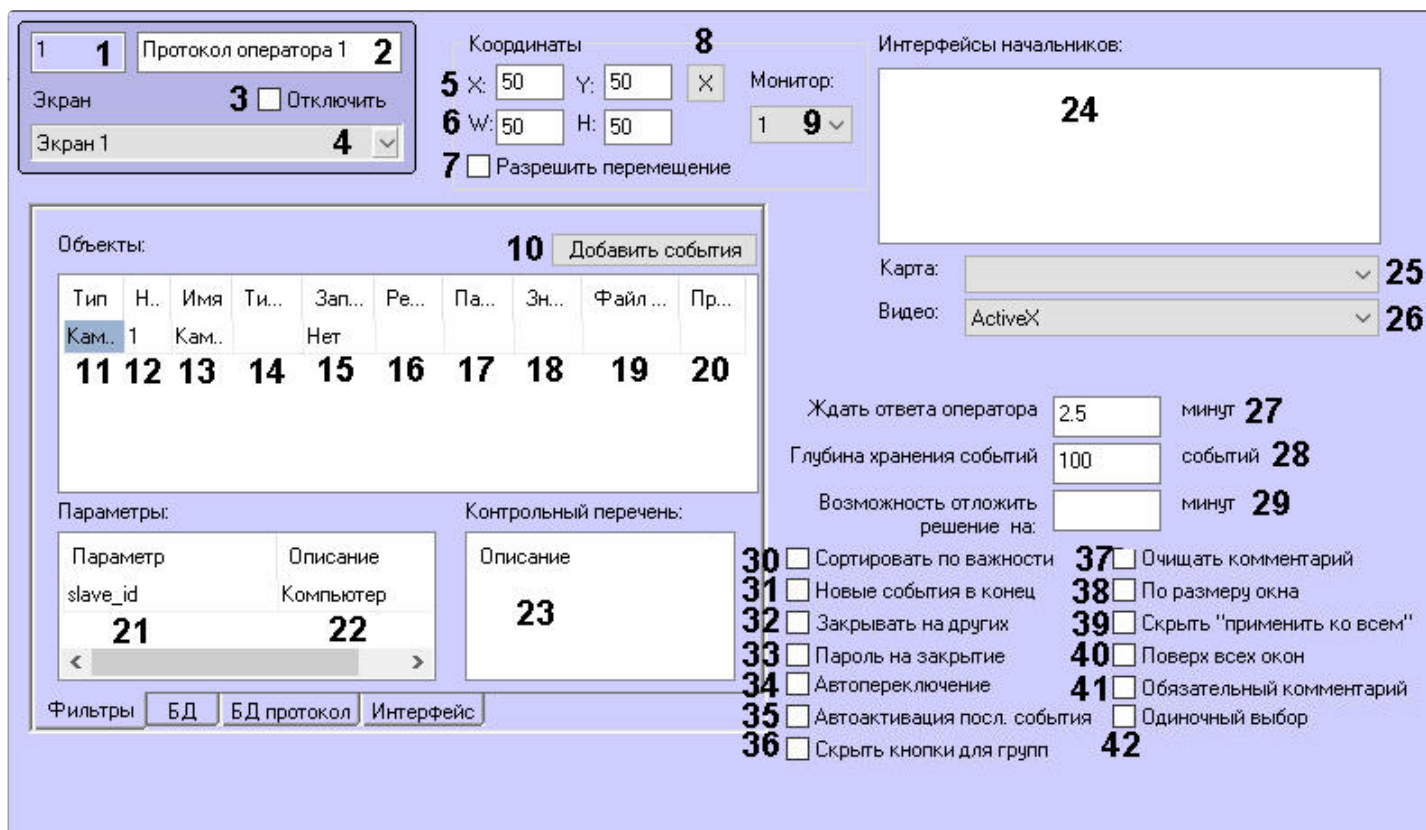 1 1 Протокол оператора 1 2
Экран 3 Отключить
Экран 1 4
Координаты 8
5 X: 50 Y: 50 X Монитор:
6 W: 50 H: 50 1 9
7 Разрешить перемещение
Интерфейсы начальников:
24
Карта: 25
Видео: ActiveX 26
Объекты: 10 Добавить события
Тип Н.. Имя Ти... Зап... Ре... Па... Зн... Файл ... Пр...
Кам.. 1 Кам.. Нет
11 12 13 14 15 16 17 18 19 20
Параметры:
Параметр Описание
slave_id Компьютер
21 22
Контрольный перечень:
Описание
23
Фильтры БД БД протокол Интерфейс
Ждать ответа оператора 2.5 минут 27
Глубина хранения событий 100 событий 28
Возможность отложить
решение на: минут 29
30 Сортировать по важности 37 Очищать комментарий
31 Новые события в конец 38 По размеру окна
32 Закрывать на других 39 Скрыть "применить ко всем"
33 Пароль на закрытие 40 Поверх всех окон
34 Автопереключение 41 Обязательный комментарий
35 Автоактивация посл. события Одиночный выбор
36 Скрыть кнопки для групп 42